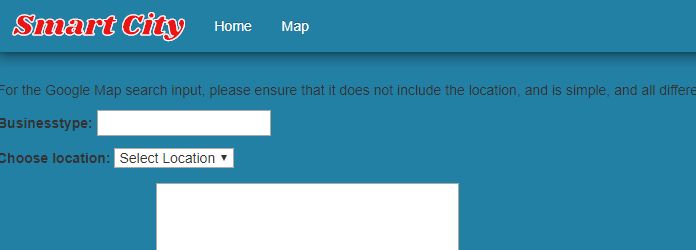 Smart City
Home Map
For the Google Map search input, please ensure that it does not include the location, and is simple, and all
Businesstype:
Choose location: Select Location